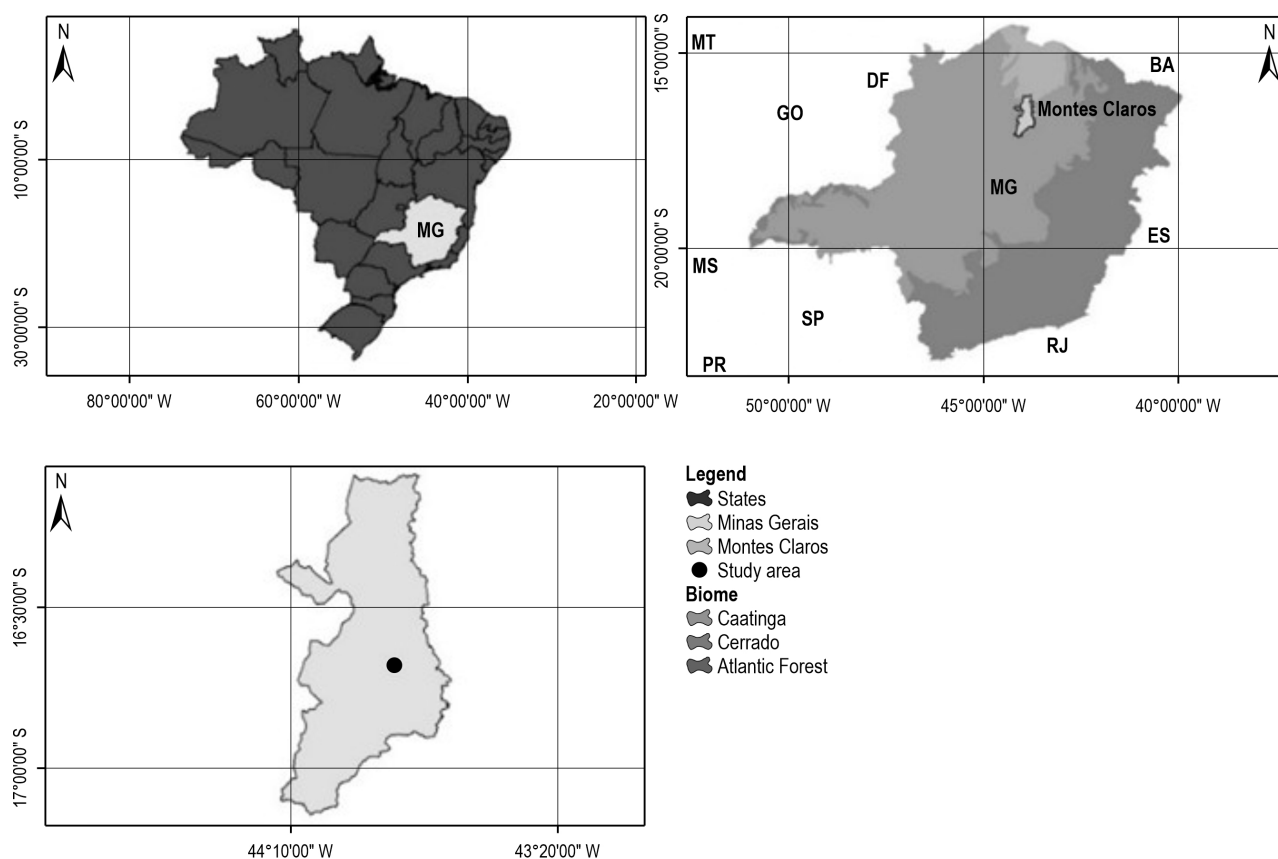 N
10°00'00" S
30°00'00" S
MG
80°00'00" W
60°00'00" W
40°00'00" W
20°00'00" W
N
15°00'00" S
20°00'00" S
MT
DF
BA
GO
Montes Claros
MG
ES
MS
SP
RJ
PR
50°00'00" W
45°00'00" W
40°00'00" W
N
16°30'00" S
17°00'00" S
44°10'00" W
43°20'00" W
Legend
States
Minas Gerais
Montes Claros
Study area
Biome
Caatinga
Cerrado
Atlantic Forest